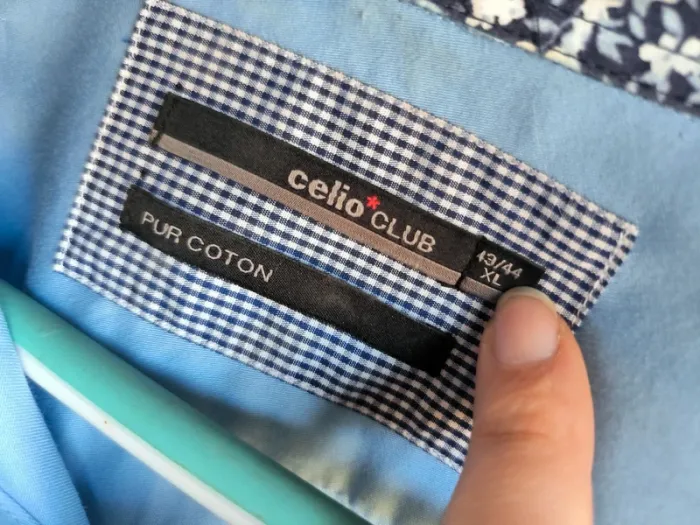 celio*CLUB
43/44
XL
PUR COTON